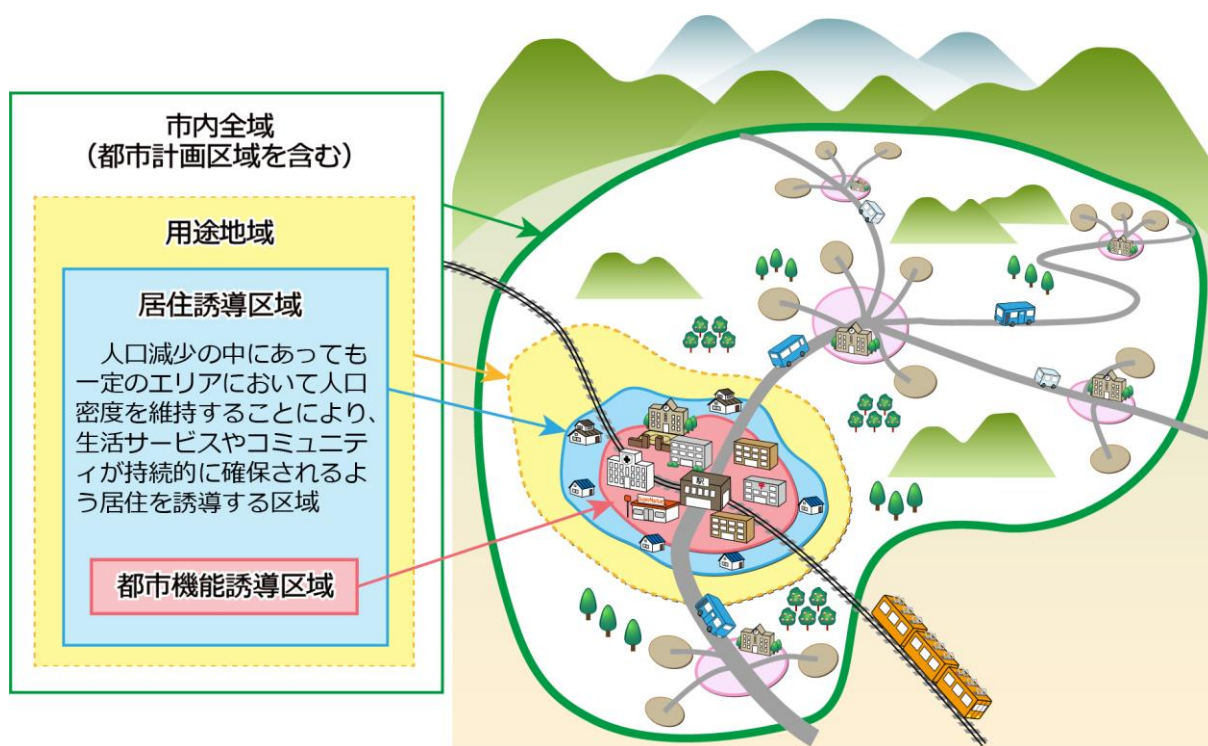 市内全域
（都市計画区域を含む）
用途地域
居住誘導区域
人口減少の中にあっても
一定のエリアにおいて人口
密度を維持することにより、
生活サービスやコミュニテ
ィが持続的に確保されるよ
う居住を誘導する区域
都市機能誘導区域
駅